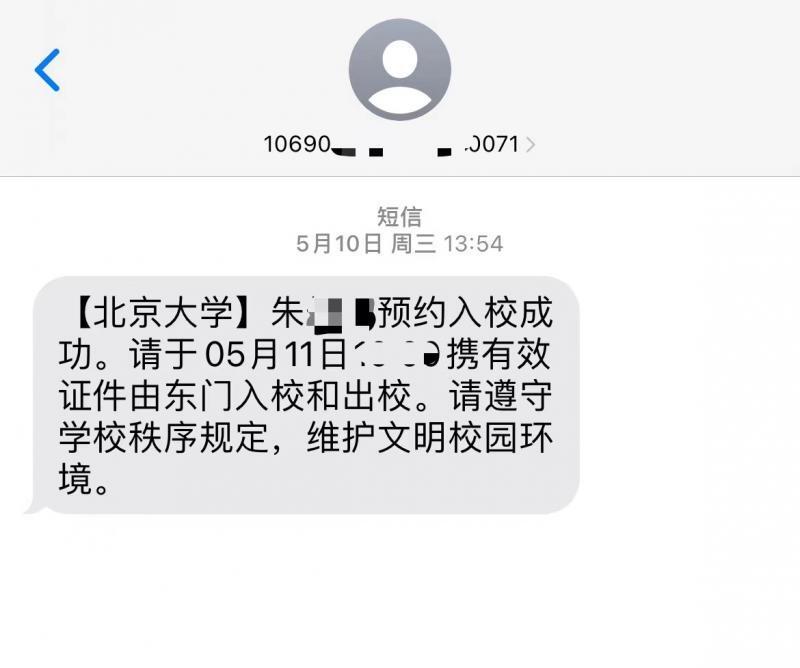 10690
0071
短信
5月10日 周三 13:54
【北京大学】朱 预约入校成
功。请于05月11日 携有效
证件由东门入校和出校。请遵守
学校秩序规定，维护文明校园环
境。